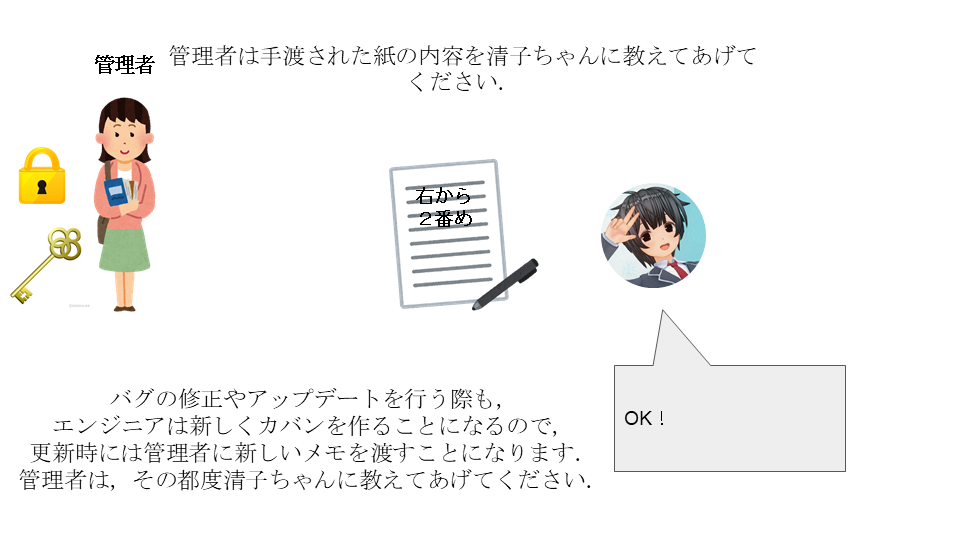 管理者
管理者は手渡された紙の内容を清子ちゃんに教えてあげて
ください．
右から
２番め
OK！
バグの修正やアップデートを行う際も，
エンジニアは新しくカバンを作ることになるので，
更新時には管理者に新しいメモを渡すことになります．
管理者は，その都度清子ちゃんに教えてあげてください．